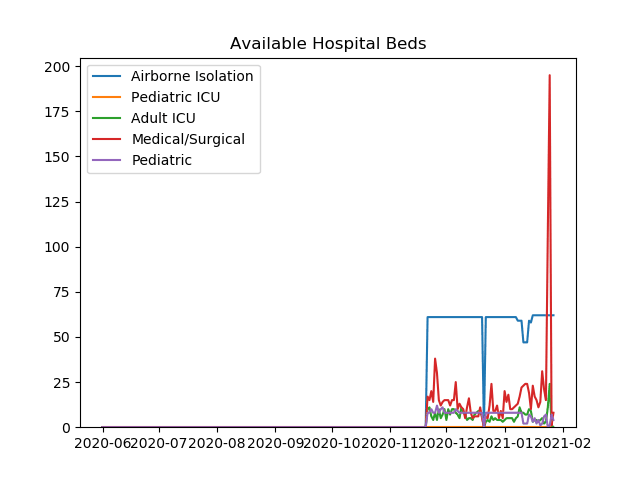 Available Hospital Beds
200
175
150
125
100
75
50
25
0
Airborne Isolation
Pediatric ICU
Adult ICU
Medical/Surgical
Pediatric
2020-06 2020-07 2020-08 2020-09 2020-10 2020-11 2020-12 2021-01 2021-02